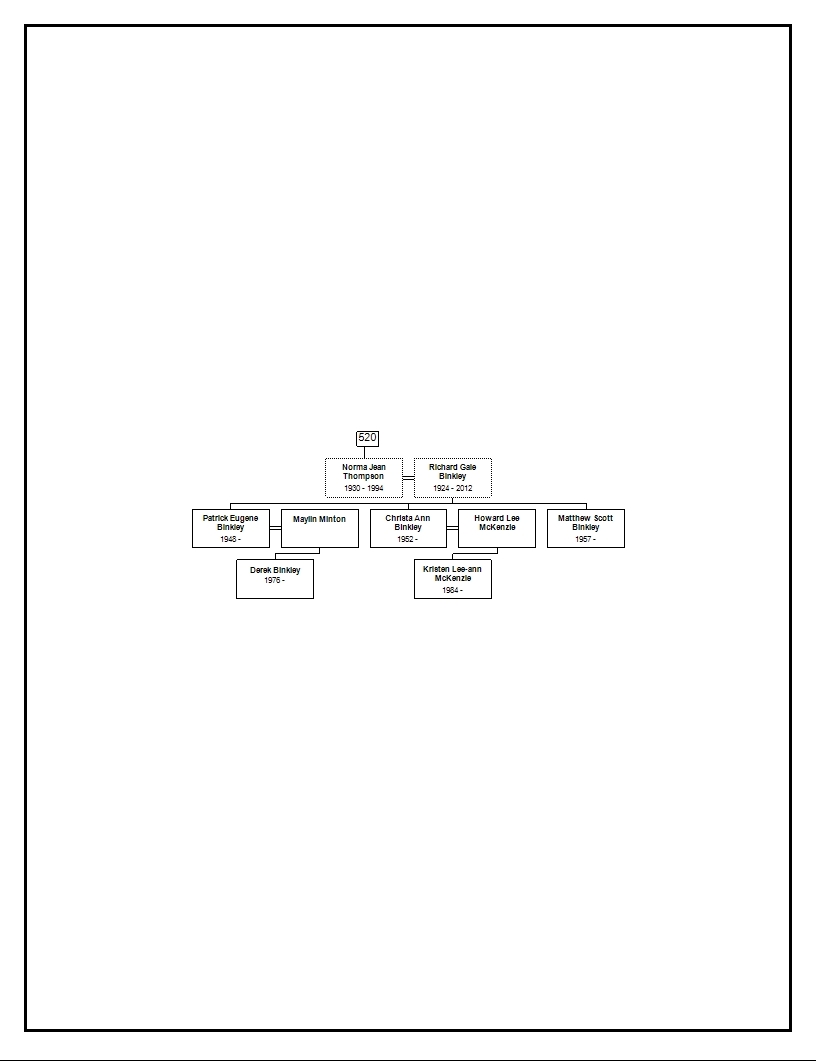 520
Norma Jean
Thompson
1930 - 1994
Richard Gale
Binkley
1924 - 2012
Patrick Eugene
Binkley
1948 -
Maylin Minton
Christa Ann
Binkley
1952 -
Howard Lee
McKenzie
Matthew Scott
Binkley
1957 -
Derek Binkley
1976 -
Kristen Lee-ann
McKenzie
1984 -